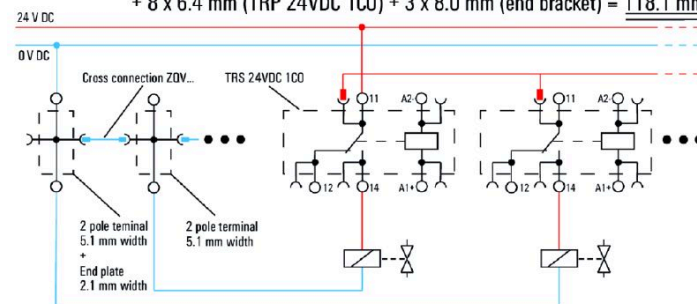 + 8 x 6.4 mm (TRP 24VDC 1CO) + 3 x 8.0 mm (end bracket) = 118.1 mm
24 V DC
0 V DC
Cross connection ZQV...
TRS 24VDC 1CO
11
A2-
11
A2-
12
14
A1+
12
14
A1+
2 pole teminal
5.1 mm width
+
End plate
2.1 mm width
2 pole terminal
5.1 mm width